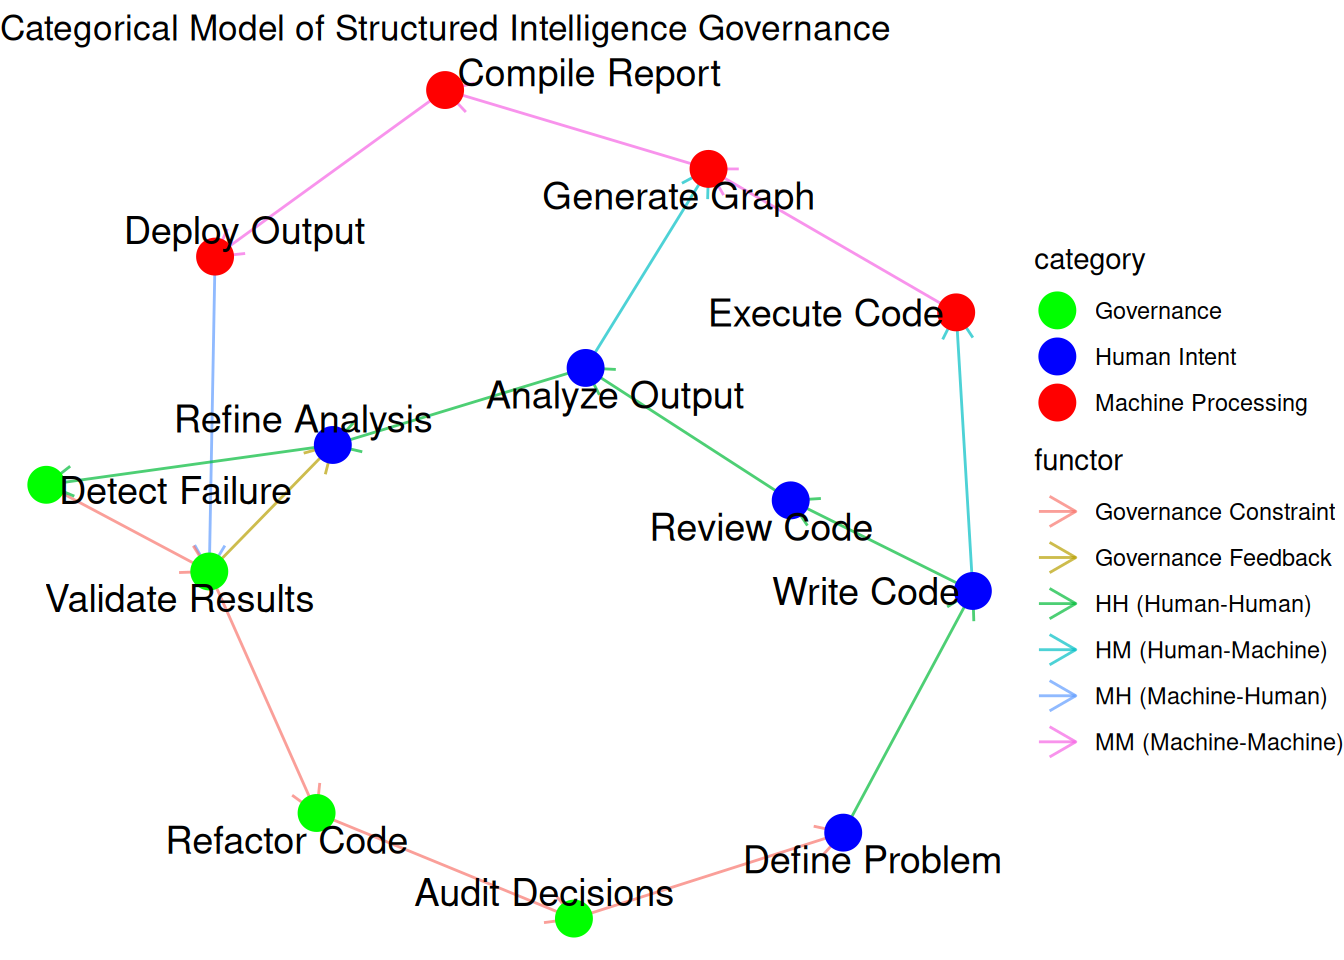 Categorical Model of Structured Intelligence Governance
Compile Report
Generate Graph
Deploy Output
Execute Code
Analyze Output
Refine Analysis
Detect Failure
Review Code
Validate Results
Write Code
Refactor Code
Define Problem
Audit Decisions
category
Governance
Human Intent
Machine Processing
functor
Governance Constraint
Governance Feedback
HH (Human-Human)
HM (Human-Machine)
MH (Machine-Human)
MM (Machine-Machine)